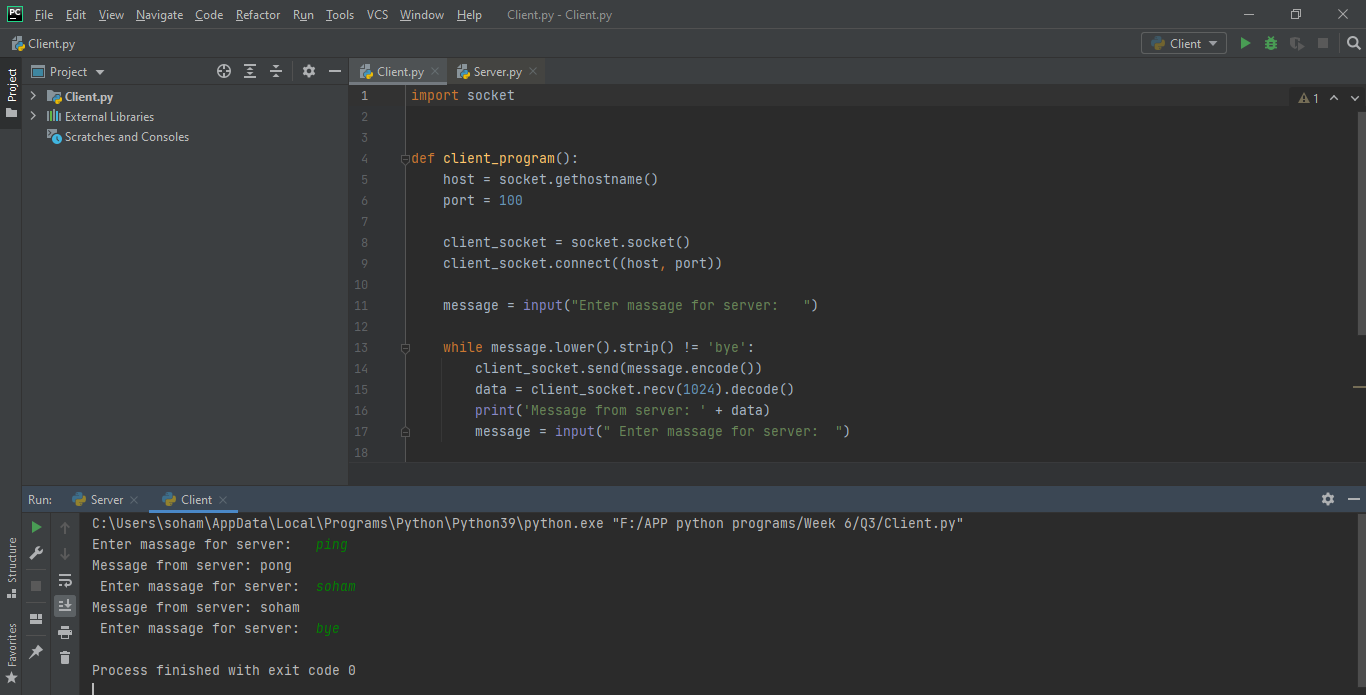 PC File Edit View Navigate Code Refactor Run Tools VCS Window Help Client.py - Client.py
Client.py Client
Project Client.py Server.py
Project
Client.py
External Libraries
Scratches and Consoles
1 import socket
2
3
4 def client_program():
5 host = socket.gethostname()
6 port = 100
7
8 client_socket = socket.socket()
9 client_socket.connect((host, port))
10
11 message = input("Enter massage for server:   ")
12
13 while message.lower().strip() != 'bye':
14 client_socket.send(message.encode())
15 data = client_socket.recv(1024).decode()
16 print('Message from server: ' + data)
17 message = input(" Enter massage for server:  ")
18
1
Run: Server Client
C:\Users\soham\AppData\Local\Programs\Python\Python39\python.exe "F:/APP python programs/Week 6/Q3/Client.py"
Enter massage for server:   ping
Message from server: pong
 Enter massage for server:  soham
Message from server: soham
 Enter massage for server:  bye
Process finished with exit code 0
Structure
Favorites